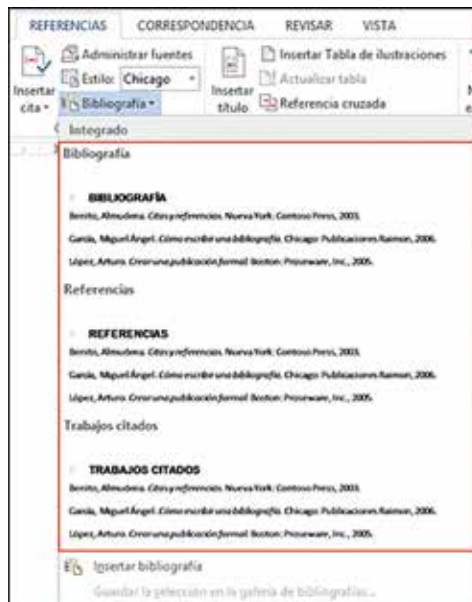 REFERENCIAS CORRESPONDENCIA REVISAR VISTA
Administrar fuentes Insertar Tabla de ilustraciones
Estilo: Chicago Actualizar tabla
Insertar cita Bibliografía Insertar título Referencia cruzada
Integrado
Bibliografía
BIBLIOGRAFÍA
Benito, Almudena. Citas y referencias. Nueva York: Contoso Press, 2003.
García, Miguel Ángel. Cómo escribir una bibliografía. Chicago: Publicaciones Raimon, 2006.
López, Arturo. Crear una publicación formal. Boston: Proseware, Inc., 2005.
Referencias
REFERENCIAS
Benito, Almudena. Citas y referencias. Nueva York: Contoso Press, 2003.
García, Miguel Ángel. Cómo escribir una bibliografía. Chicago: Publicaciones Raimon, 2006.
López, Arturo. Crear una publicación formal. Boston: Proseware, Inc., 2005.
Trabajos citados
TRABAJOS CITADOS
Benito, Almudena. Citas y referencias. Nueva York: Contoso Press, 2003.
García, Miguel Ángel. Cómo escribir una bibliografía. Chicago: Publicaciones Raimon, 2006.
López, Arturo. Crear una publicación formal. Boston: Proseware, Inc., 2005.
Insertar bibliografía
Guardar la selección en la galería de bibliografías...